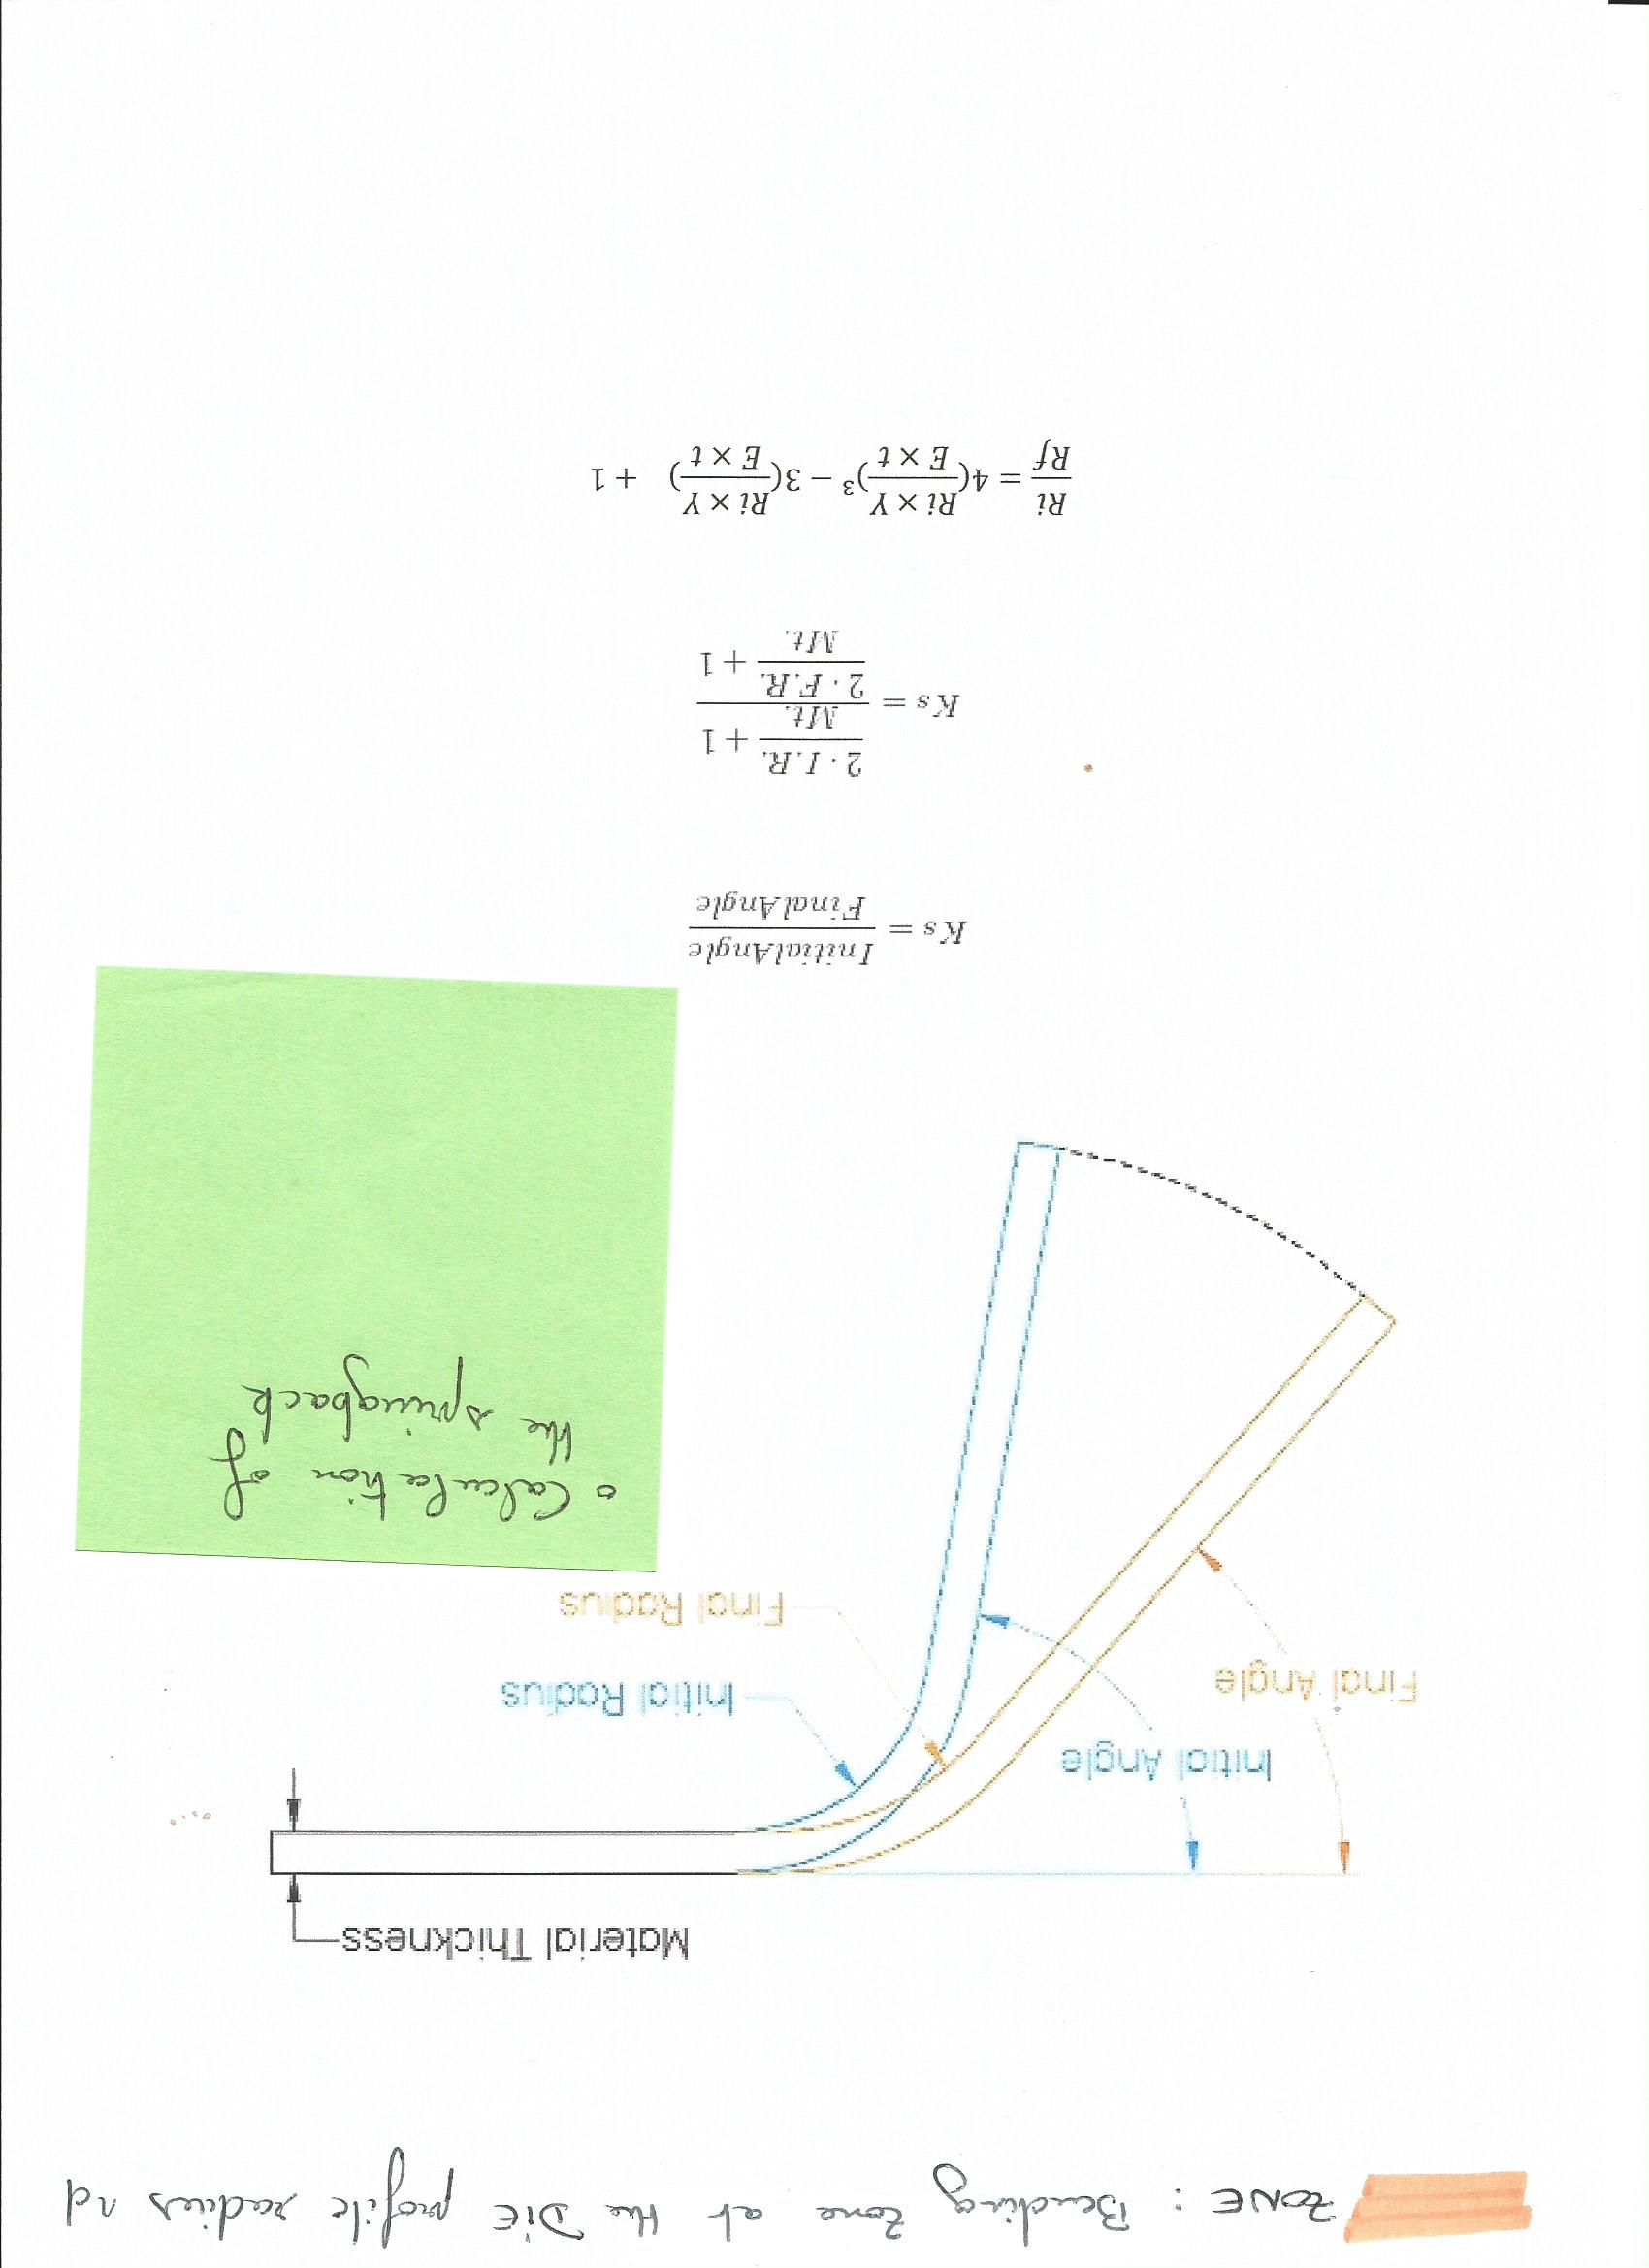 ZONE : Bending zone at the DIE profile radius rd
Material Thickness
Initial Angle
Final Angle
Initial Radius
Final Radius
o Calculation of
the springback
Ks = InitialAngle / FinalAngle
Ks = (2 · I.R. / Mt. + 1) / (2 · F.R. / Mt. + 1)
Ri / Rf = 4(Ri × Y / E × t)³ − 3(Ri × Y / E × t) + 1